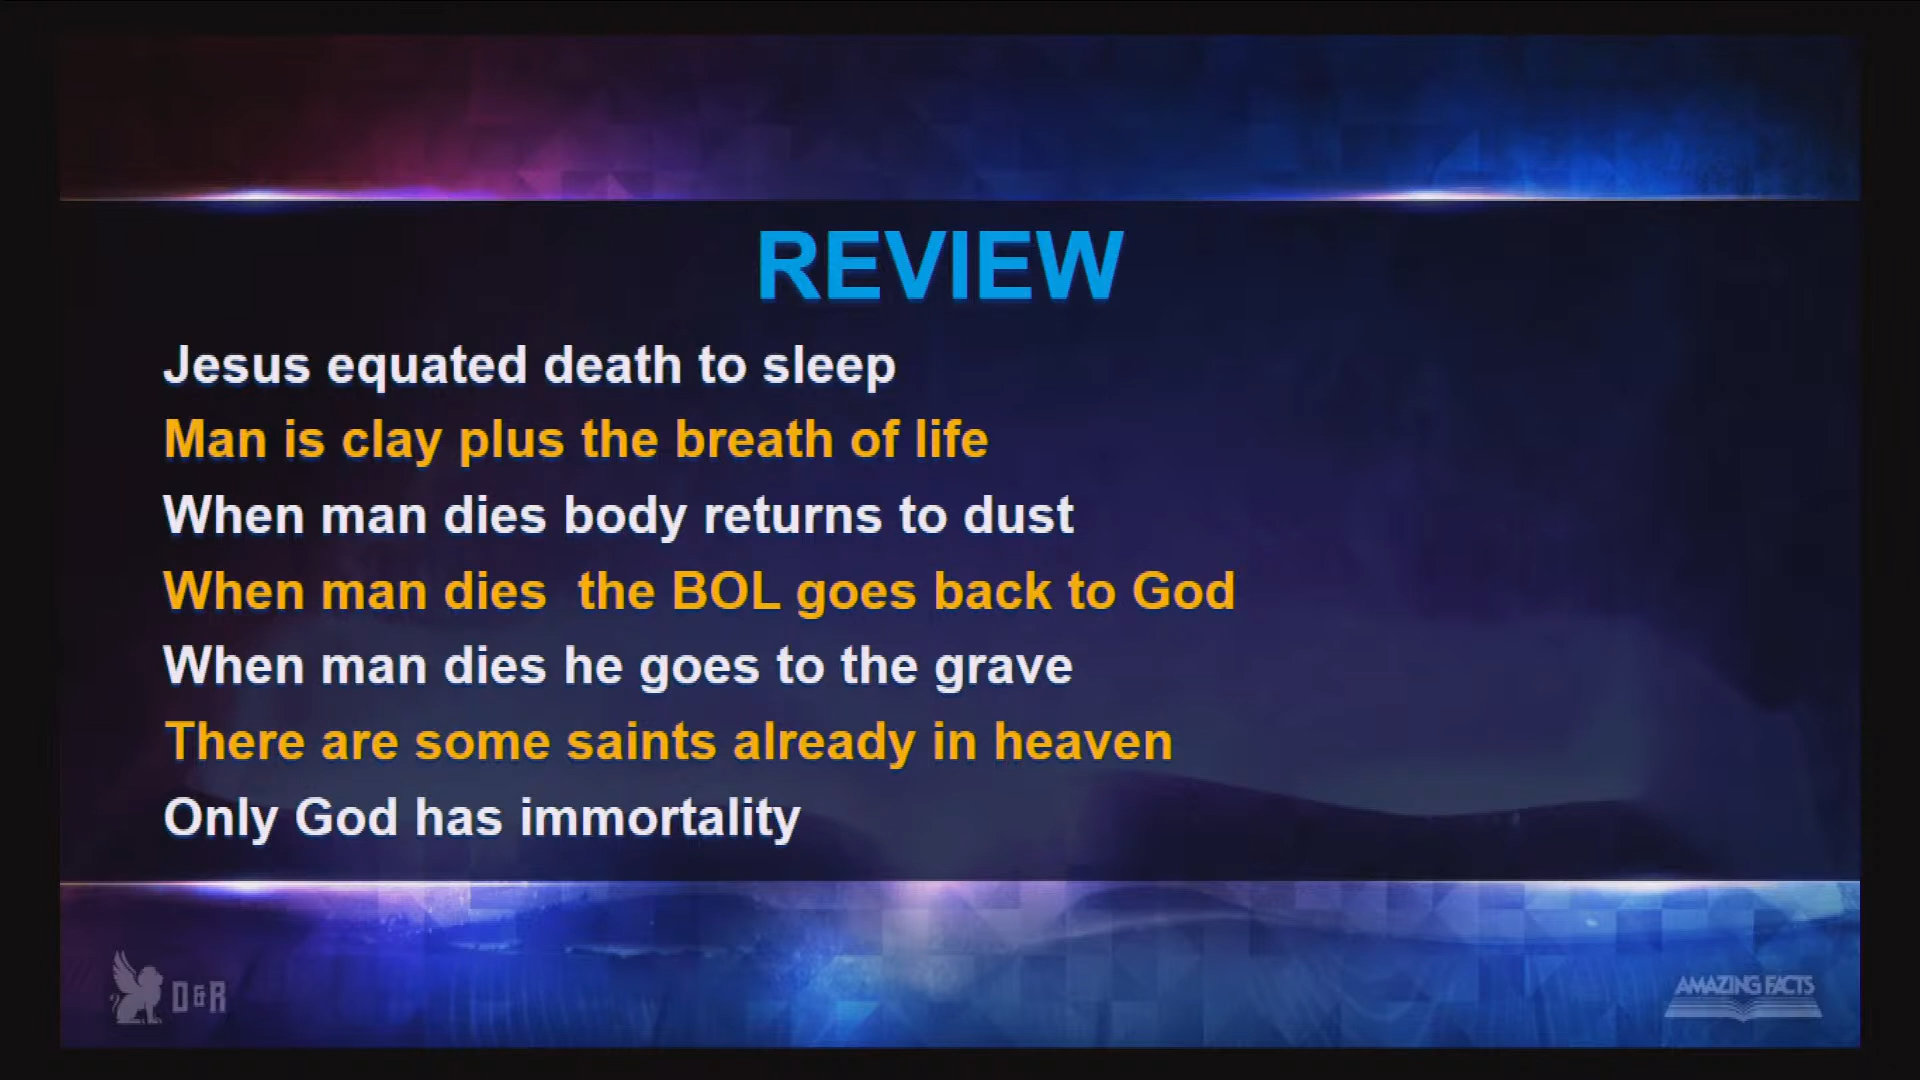 REVIEW
Jesus equated death to sleep
Man is clay plus the breath of life
When man dies body returns to dust
When man dies  the BOL goes back to God
When man dies he goes to the grave
There are some saints already in heaven
Only God has immortality
D&R
AMAZING FACTS